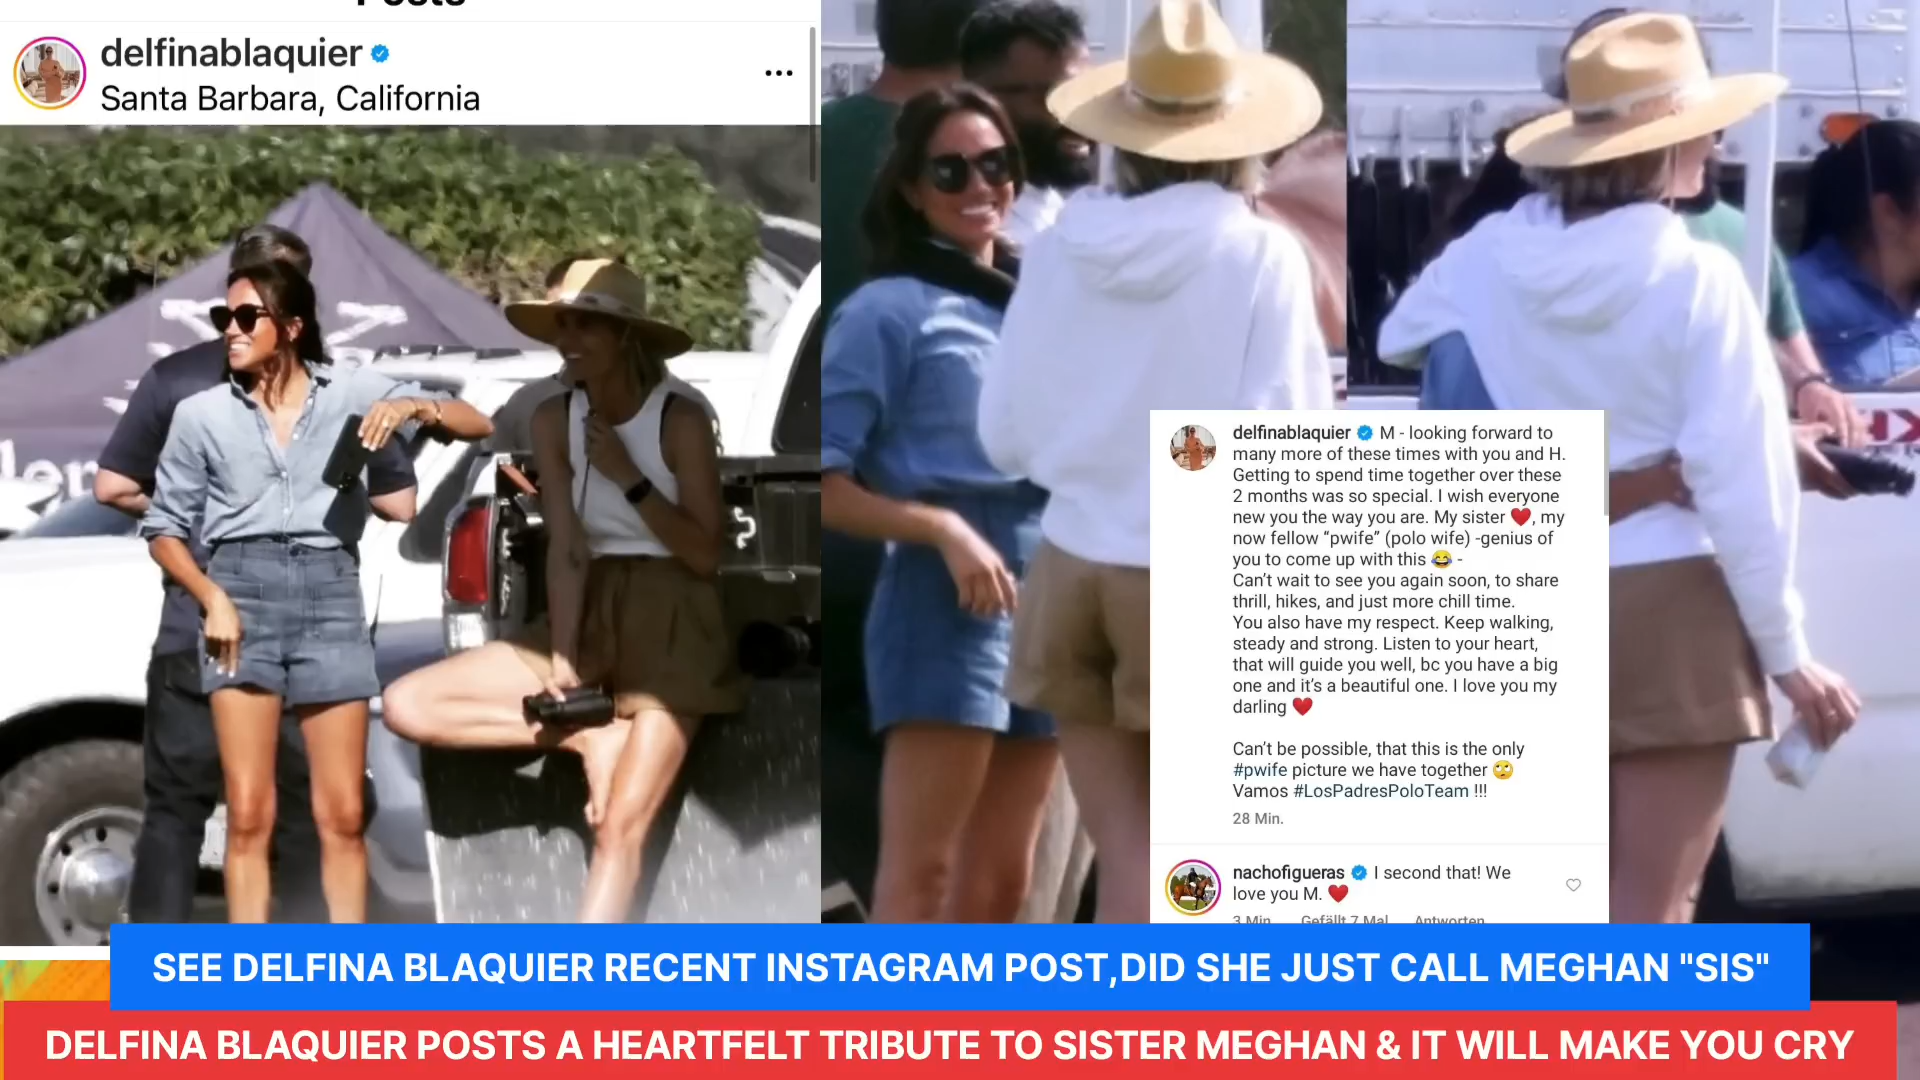 delfinablaquier
Santa Barbara, California
delfinablaquier M - looking forward to
many more of these times with you and H.
Getting to spend time together over these
2 months was so special. I wish everyone
new you the way you are. My sister ❤️, my
now fellow “pwife” (polo wife) -genius of
you to come up with this 😂 -
Can’t wait to see you again soon, to share
thrill, hikes, and just more chill time.
You also have my respect. Keep walking,
steady and strong. Listen to your heart,
that will guide you well, bc you have a big
one and it’s a beautiful one. I love you my
darling ❤️
Can’t be possible, that this is the only
#pwife picture we have together 🙄
Vamos #LosPadresPoloTeam !!!
28 Min.
nachofigueras I second that! We
love you M. ❤️
3 Min Gefällt 7 Mal Antworten
SEE DELFINA BLAQUIER RECENT INSTAGRAM POST,DID SHE JUST CALL MEGHAN "SIS"
DELFINA BLAQUIER POSTS A HEARTFELT TRIBUTE TO SISTER MEGHAN & IT WILL MAKE YOU CRY